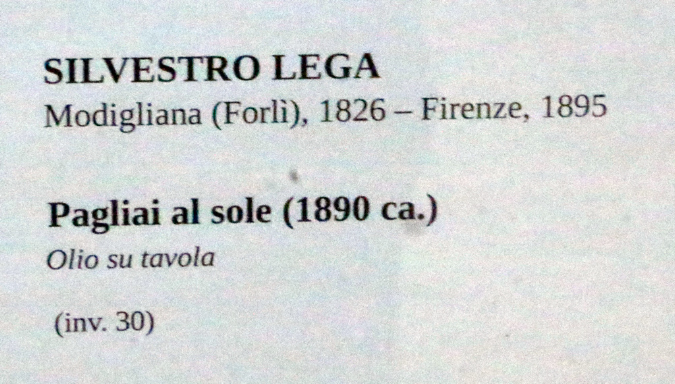 SILVESTRO LEGA
Modigliana (Forlì), 1826 – Firenze, 1895
Pagliai al sole (1890 ca.)
Olio su tavola
(inv. 30)